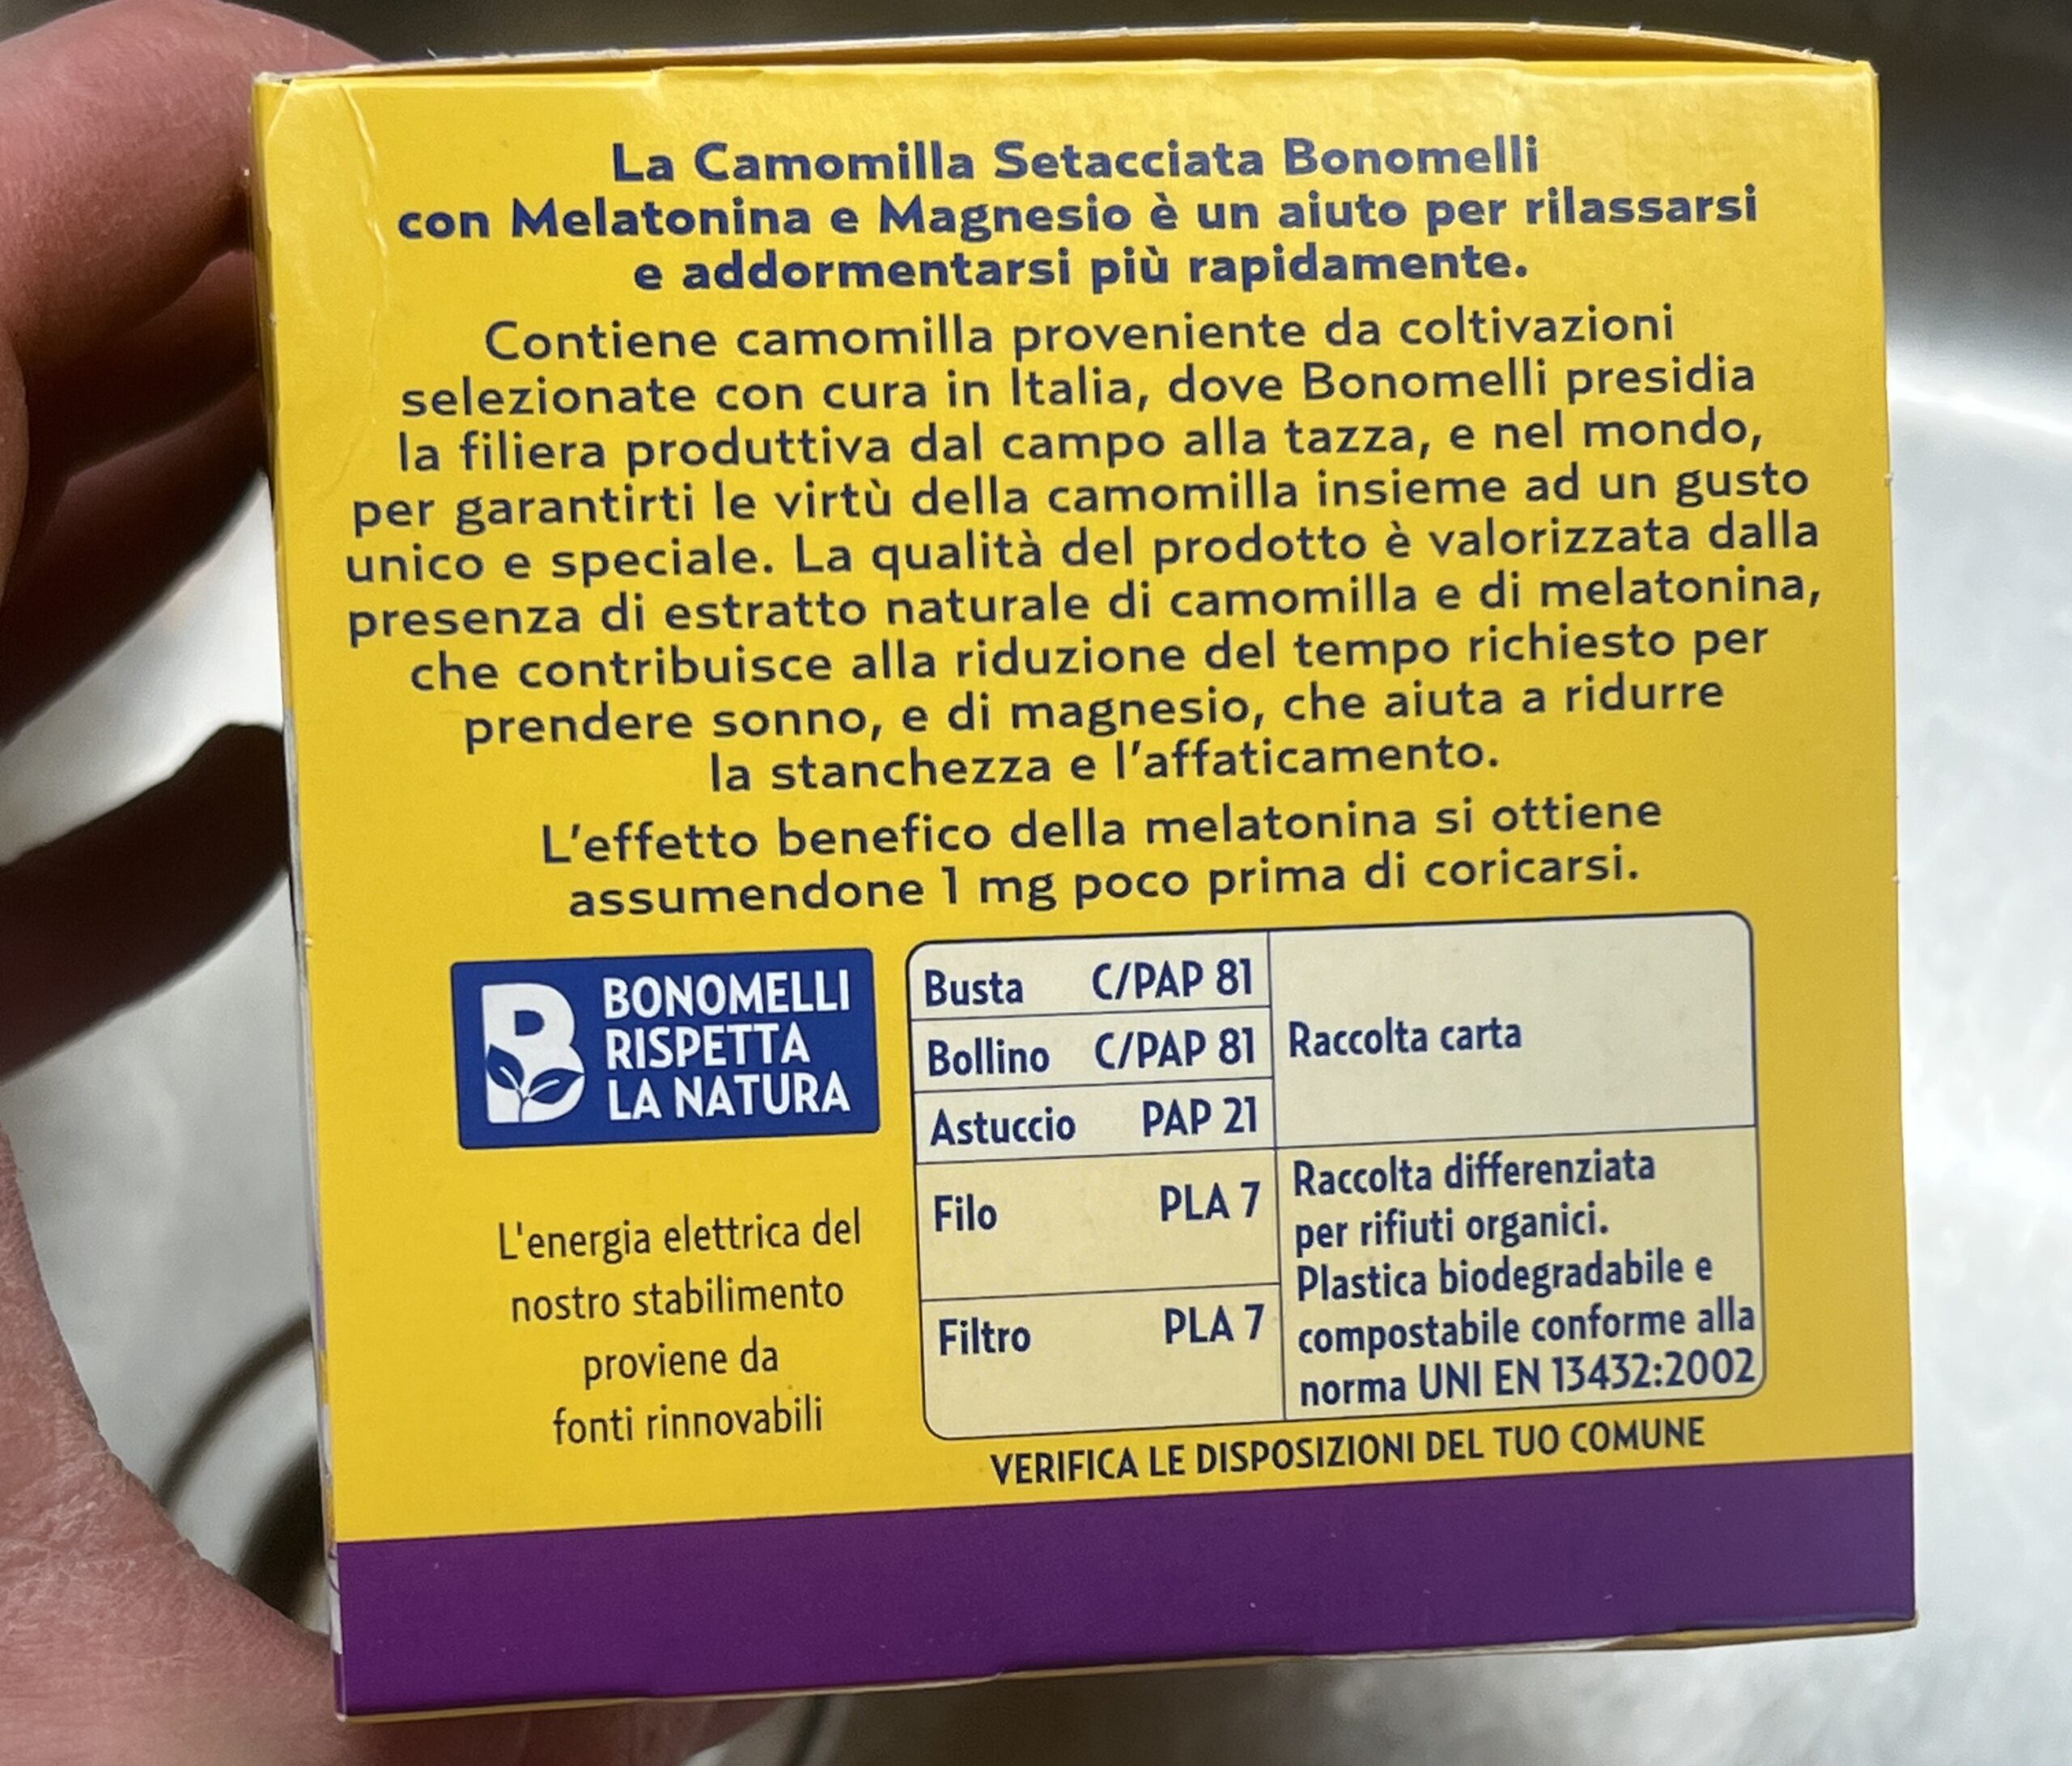 La Camomilla Setacciata Bonomelli
con Melatonina e Magnesio è un aiuto per rilassarsi
e addormentarsi più rapidamente.
Contiene camomilla proveniente da coltivazioni
selezionate con cura in Italia, dove Bonomelli presidia
la filiera produttiva dal campo alla tazza, e nel mondo,
per garantirti le virtù della camomilla insieme ad un gusto
unico e speciale. La qualità del prodotto è valorizzata dalla
presenza di estratto naturale di camomilla e di melatonina,
che contribuisce alla riduzione del tempo richiesto per
prendere sonno, e di magnesio, che aiuta a ridurre
la stanchezza e l'affaticamento.
L'effetto benefico della melatonina si ottiene
assumendone 1 mg poco prima di coricarsi.
B BONOMELLI
RISPETTA
LA NATURA
L'energia elettrica del
nostro stabilimento
proviene da
fonti rinnovabili
Busta C/PAP 81
Bollino C/PAP 81
Astuccio PAP 21
Raccolta carta
Filo PLA 7
Filtro PLA 7
Raccolta differenziata
per rifiuti organici.
Plastica biodegradabile e
compostabile conforme alla
norma UNI EN 13432:2002
VERIFICA LE DISPOSIZIONI DEL TUO COMUNE